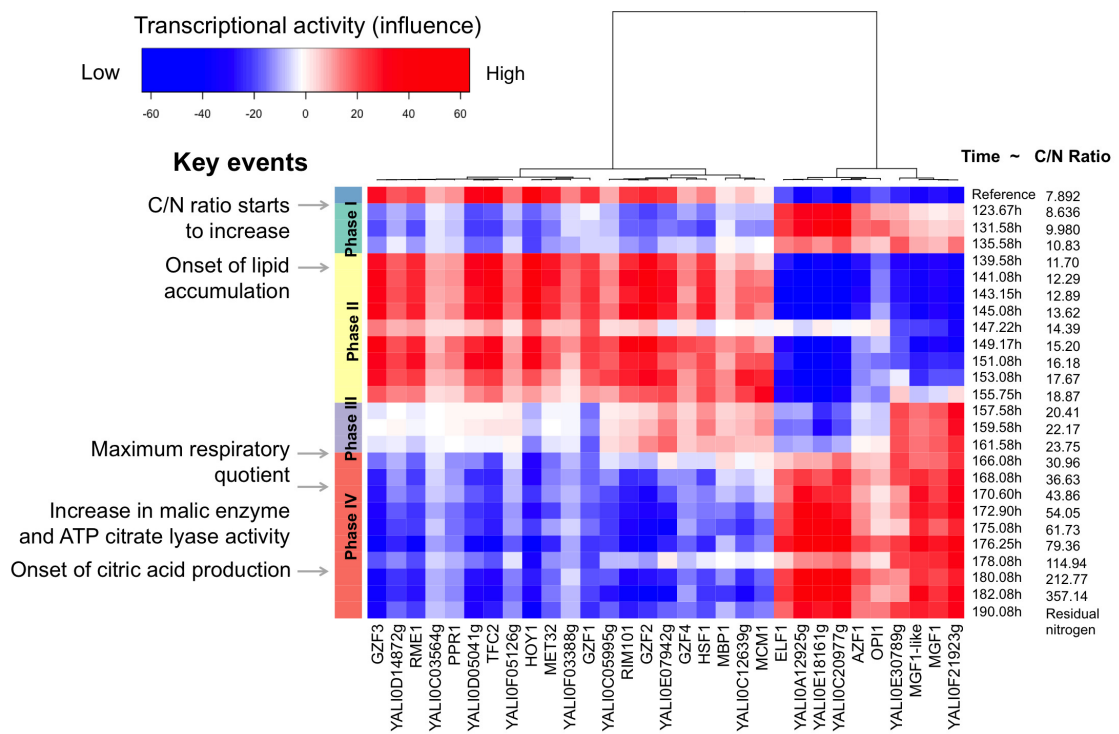 Transcriptional activity (influence)
Low
High
-60 -40 -20 0 20 40 60
Key events
Time ~ C/N Ratio
C/N ratio starts
to increase
Onset of lipid
accumulation
Maximum respiratory
quotient
Increase in malic enzyme
and ATP citrate lyase activity
Onset of citric acid production
Phase I
Phase II
Phase III
Phase IV
Reference 7.892
123.67h 8.636
131.58h 9.980
135.58h 10.83
139.58h 11.70
141.08h 12.29
143.15h 12.89
145.08h 13.62
147.22h 14.39
149.17h 15.20
151.08h 16.18
153.08h 17.67
155.75h 18.87
157.58h 20.41
159.58h 22.17
161.58h 23.75
166.08h 30.96
168.08h 36.63
170.60h 43.86
172.90h 54.05
175.08h 61.73
176.25h 79.36
178.08h 114.94
180.08h 212.77
182.08h 357.14
190.08h Residual
nitrogen
GZF3
YALI0D14872g
RME1
YALI0C03564g
PPR1
YALI0D05041g
TFC2
YALI0F05126g
HOY1
MET32
YALI0F03388g
GZF1
YALI0C05995g
RIM101
GZF2
YALI0E07942g
GZF4
HSF1
MBP1
YALI0C12639g
MCM1
ELF1
YALI0A12925g
YALI0E18161g
YALI0C20977g
AZF1
OPI1
YALI0E30789g
MGF1-like
MGF1
YALI0F21923g